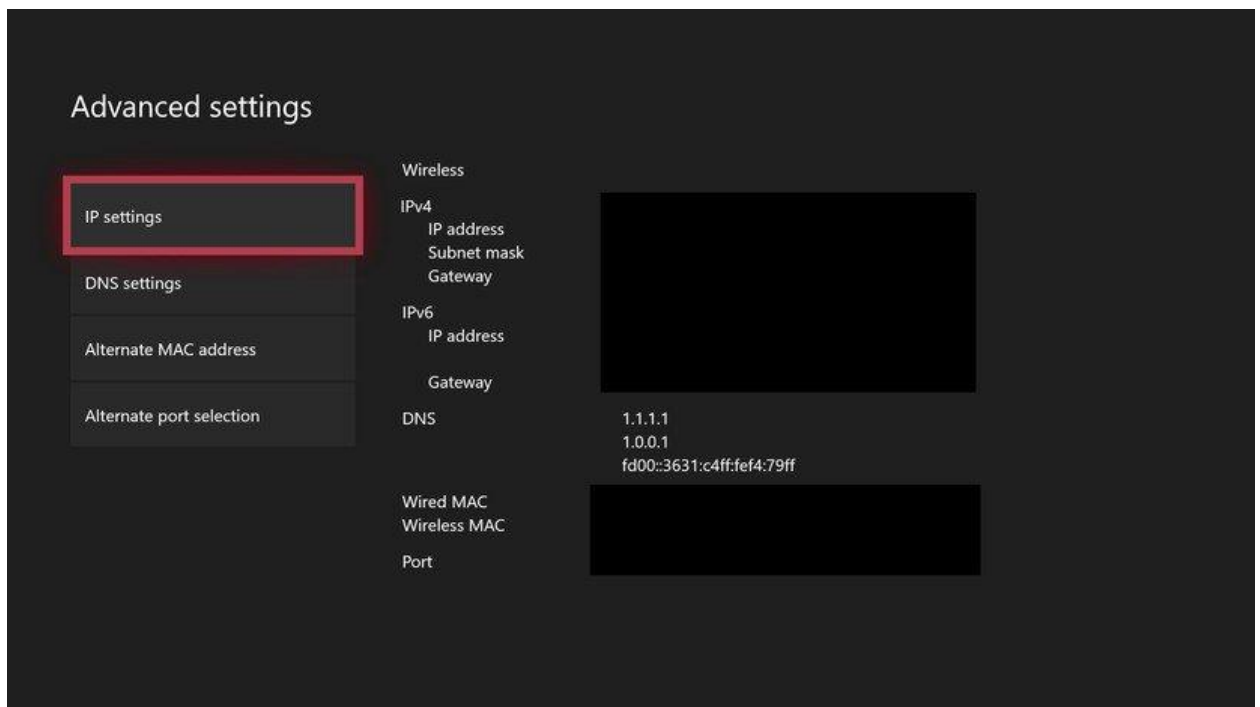 Advanced settings
IP settings
DNS settings
Alternate MAC address
Alternate port selection
Wireless
IPv4
IP address
Subnet mask
Gateway
IPv6
IP address
Gateway
DNS 1.1.1.1
1.0.0.1
fd00::3631:c4ff:fef4:79ff
Wired MAC
Wireless MAC
Port